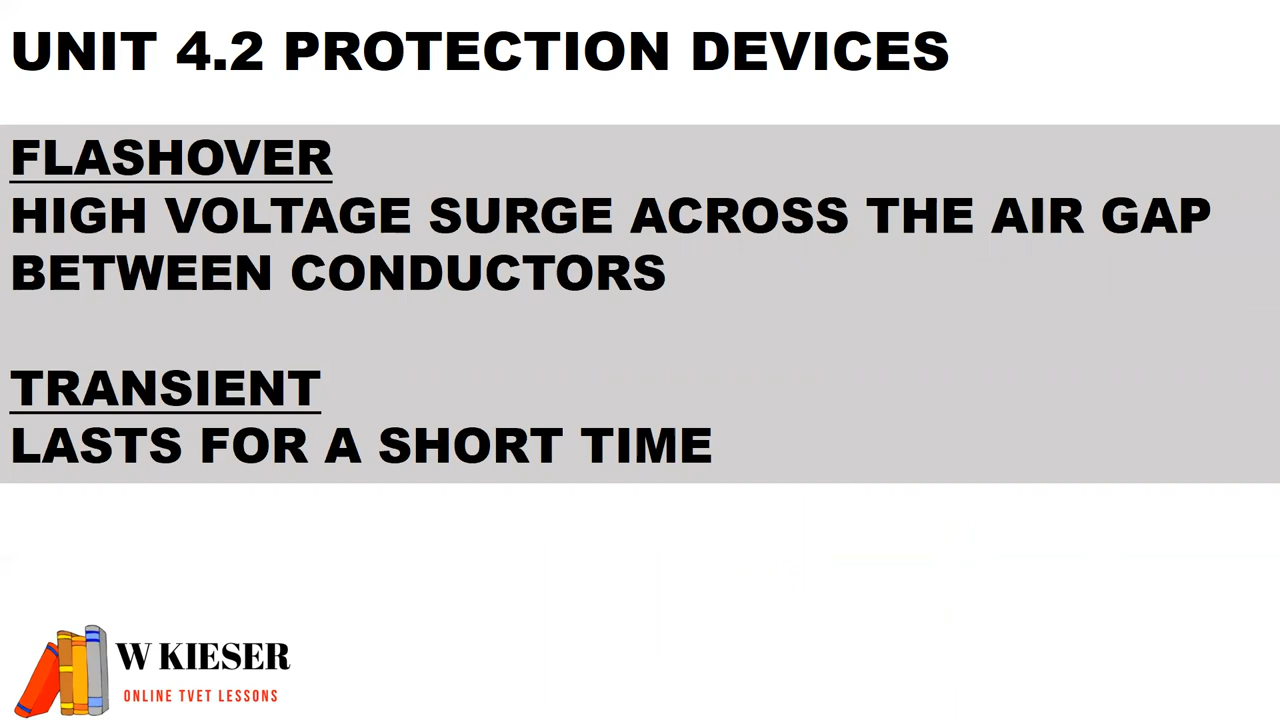 UNIT 4.2 PROTECTION DEVICES
FLASHOVER
HIGH VOLTAGE SURGE ACROSS THE AIR GAP
BETWEEN CONDUCTORS
TRANSIENT
LASTS FOR A SHORT TIME
W KIESER
ONLINE TVET LESSONS